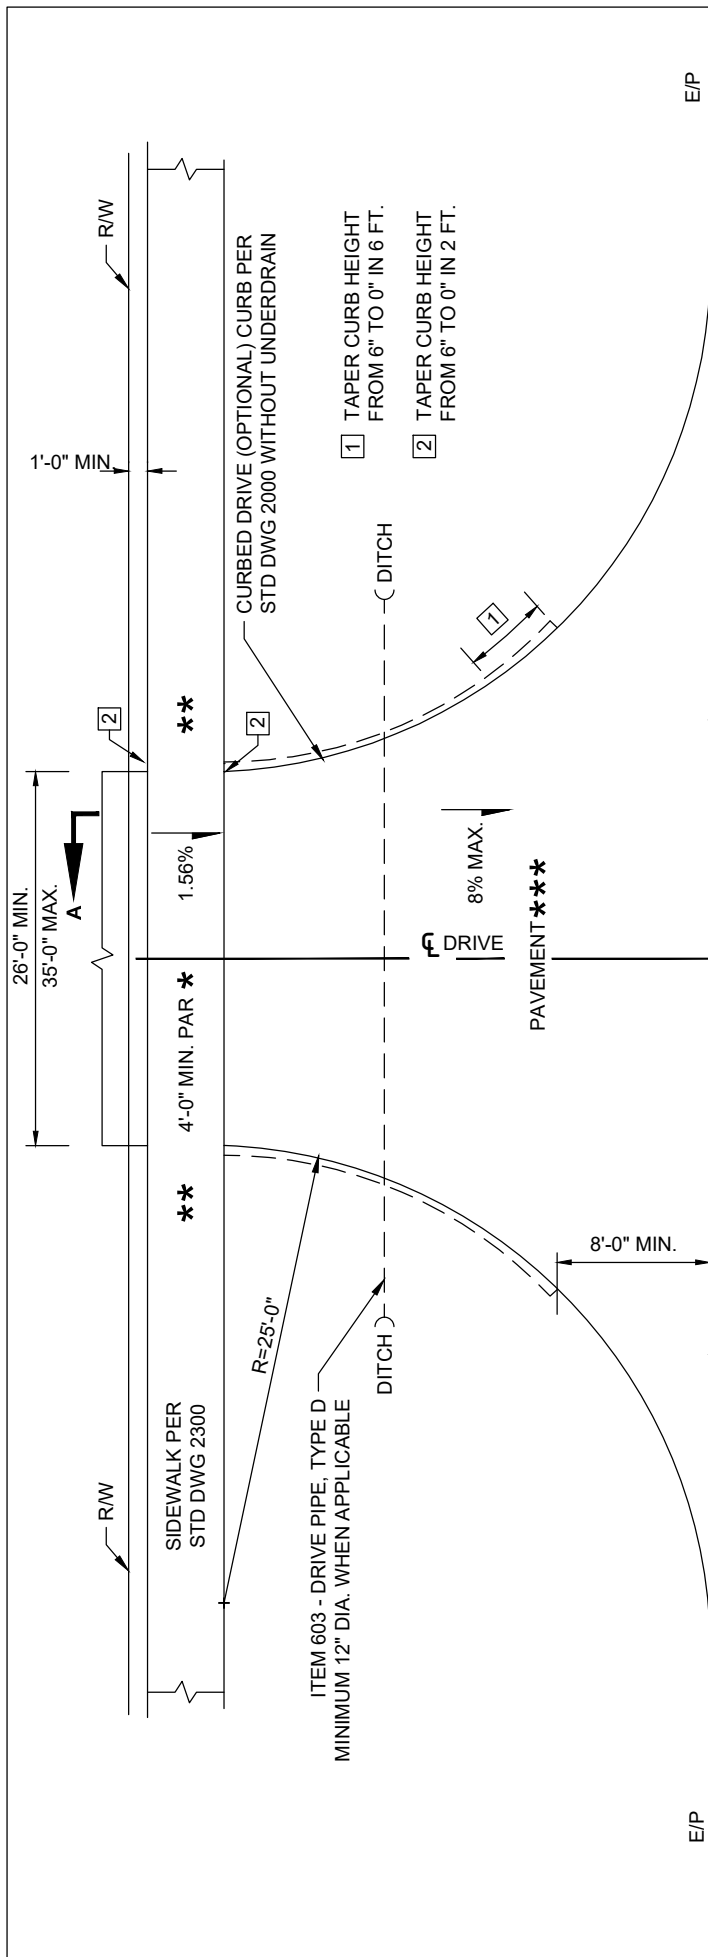 26'-0" MIN.
35'-0" MAX.
A
R/W
R/W
1'-0" MIN.
2
SIDEWALK PER
STD DWG 2300
**
4'-0" MIN. PAR *
1.56%
**
2
CURBED DRIVE (OPTIONAL) CURB PER
STD DWG 2000 WITHOUT UNDERDRAIN
R=25'-0"
ITEM 603 - DRIVE PIPE, TYPE D
MINIMUM 12" DIA. WHEN APPLICABLE
1 TAPER CURB HEIGHT
FROM 6" TO 0" IN 6 FT.
2 TAPER CURB HEIGHT
FROM 6" TO 0" IN 2 FT.
DITCH
DITCH
℄ DRIVE
8% MAX.
1
PAVEMENT ***
8'-0" MIN.
E/P
E/P